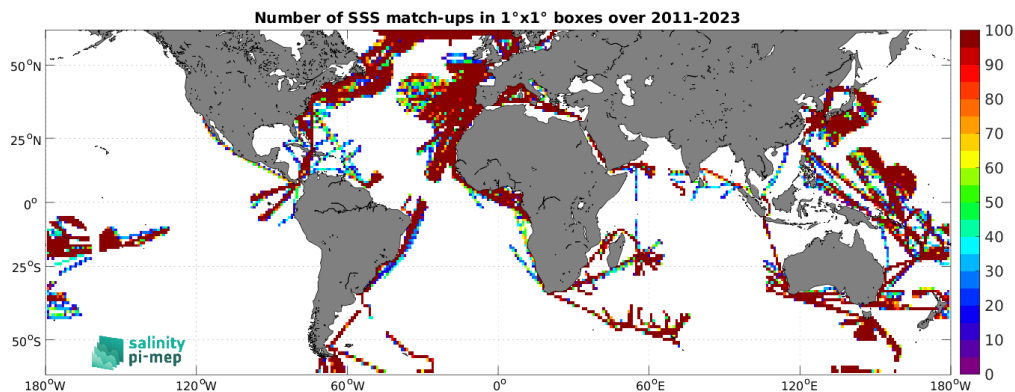 Number of SSS match-ups in 1°x1° boxes over 2011-2023
100
90
80
70
60
50
40
30
20
10
0
50°N
25°N
0°
25°S
50°S
salinity
pi-mep
180°W 120°W 60°W 0° 60°E 120°E 180°W